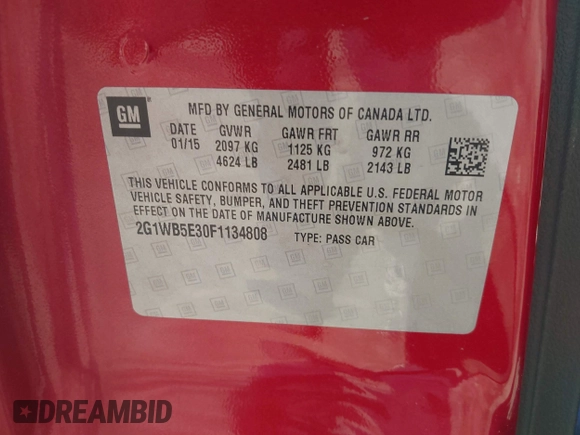 GM
MFD BY GENERAL MOTORS OF CANADA LTD.
DATE GVWR GAWR FRT GAWR RR
01/15 2097 KG 1125 KG 972 KG
4624 LB 2481 LB 2143 LB
THIS VEHICLE CONFORMS TO ALL APPLICABLE U.S. FEDERAL MOTOR
VEHICLE SAFETY, BUMPER, AND THEFT PREVENTION STANDARDS IN
EFFECT ON THE DATE OF MANUFACTURE SHOWN ABOVE.
2G1WB5E30F1134808 TYPE: PASS CAR
DREAMBID